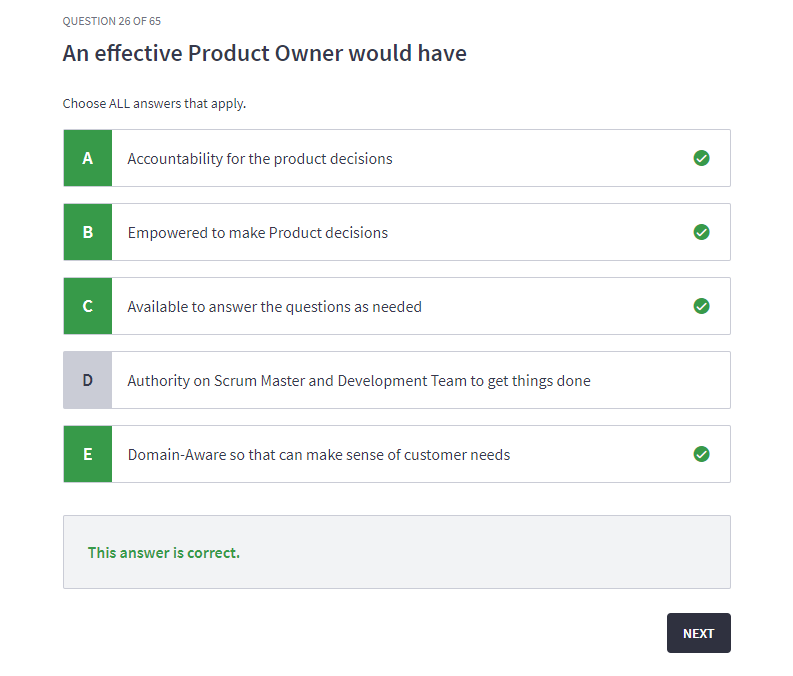 QUESTION 26 OF 65
An effective Product Owner would have
Choose ALL answers that apply.
A Accountability for the product decisions
B Empowered to make Product decisions
C Available to answer the questions as needed
D Authority on Scrum Master and Development Team to get things done
E Domain-Aware so that can make sense of customer needs
This answer is correct.
NEXT